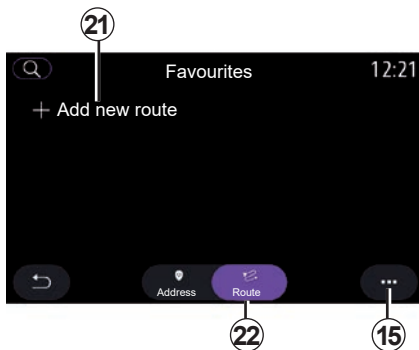 21
Favourites
12:21
+ Add new route
Address
Route
...
22
15